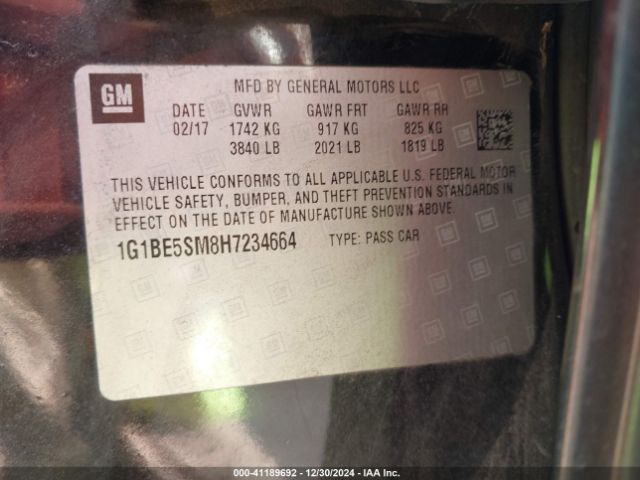 GM
MFD BY GENERAL MOTORS LLC
DATE GVWR GAWR FRT GAWR RR
02/17 1742 KG 917 KG 825 KG
3840 LB 2021 LB 1819 LB
THIS VEHICLE CONFORMS TO ALL APPLICABLE U.S. FEDERAL MOTOR
VEHICLE SAFETY, BUMPER, AND THEFT PREVENTION STANDARDS IN
EFFECT ON THE DATE OF MANUFACTURE SHOWN ABOVE.
1G1BE5SM8H7234664 TYPE: PASS CAR
000-41189692 - 12/30/2024 - IAA Inc.